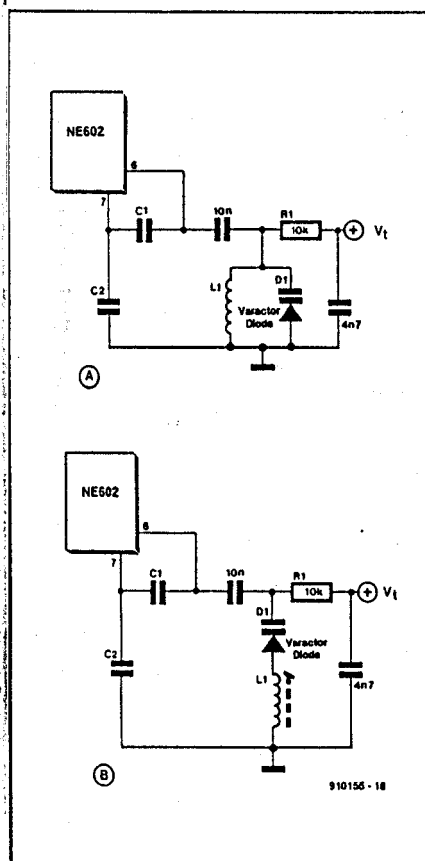 NE602
6
7
C1
10n
R1
10k
+ Vt
C2
L1
D1
Varactor
Diode
4n7
A
NE602
6
7
C1
10n
R1
10k
+ Vt
D1
Varactor
Diode
C2
L1
4n7
B
910155 - 18